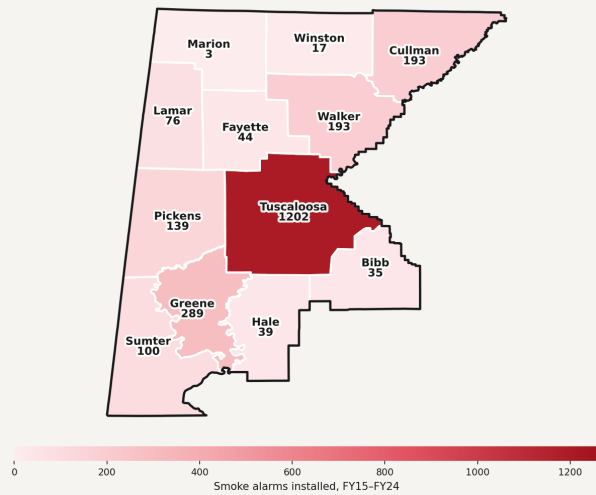 Marion
3
Winston
17
Cullman
193
Lamar
76
Fayette
44
Walker
193
Pickens
139
Tuscaloosa
1202
Bibb
35
Greene
289
Hale
39
Sumter
100
0 200 400 600 800 1000 1200
Smoke alarms installed, FY15–FY24